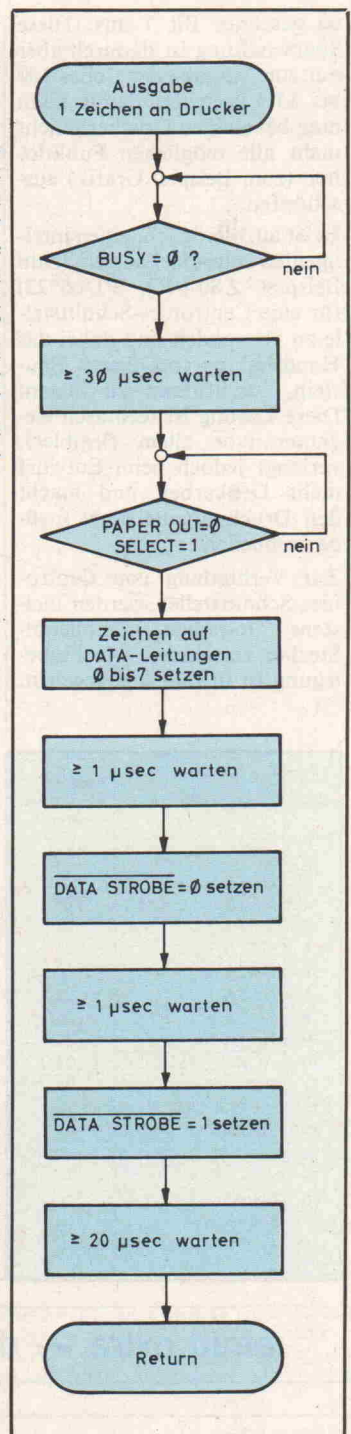 Ausgabe
1 Zeichen an Drucker
BUSY = Ø ?
nein
≥ 3Ø µsec warten
PAPER OUT=Ø
SELECT=1
nein
Zeichen auf
DATA-Leitungen
Ø bis 7 setzen
≥ 1 µsec warten
DATA STROBE = Ø setzen
≥ 1 µsec warten
DATA STROBE = 1 setzen
≥ 20 µsec warten
Return